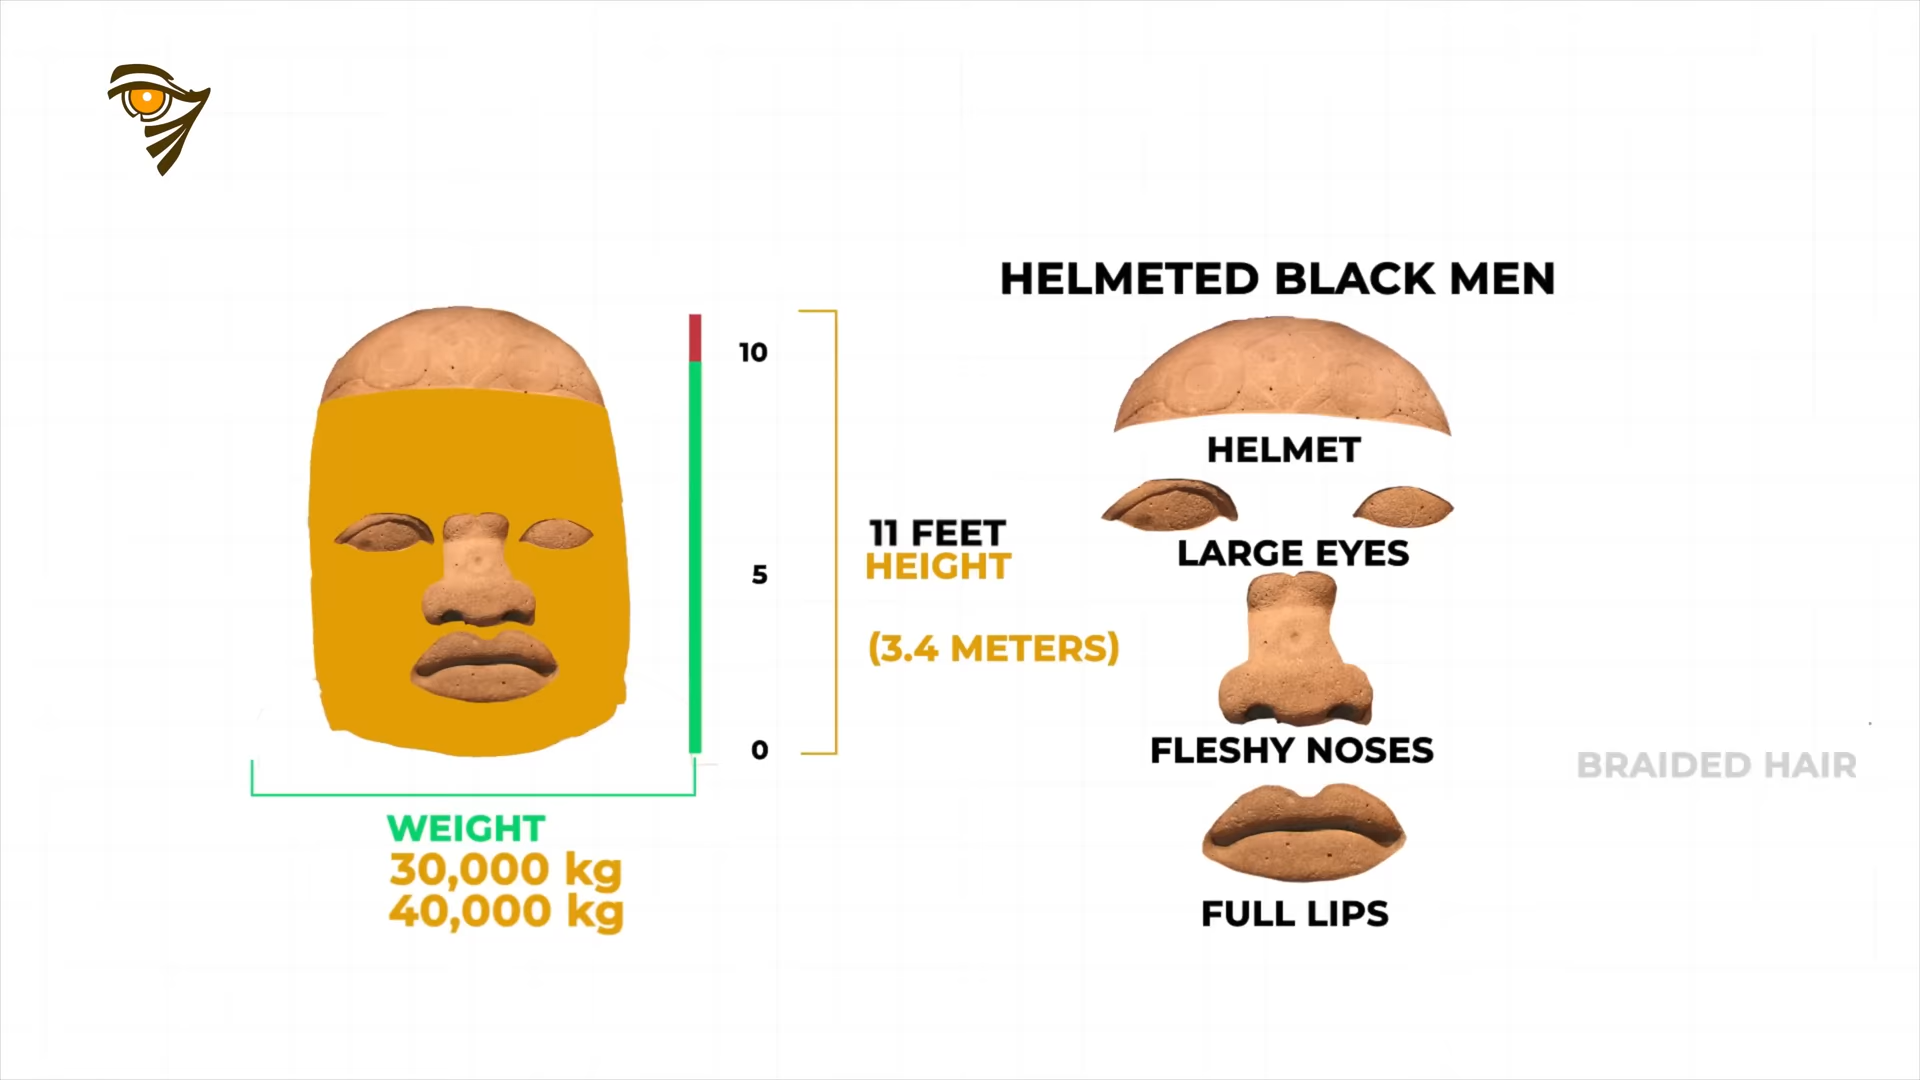 HELMETED BLACK MEN
10
5
0
11 FEET
HEIGHT
(3.4 METERS)
WEIGHT
30,000 kg
40,000 kg
HELMET
LARGE EYES
FLESHY NOSES
FULL LIPS
BRAIDED HAIR